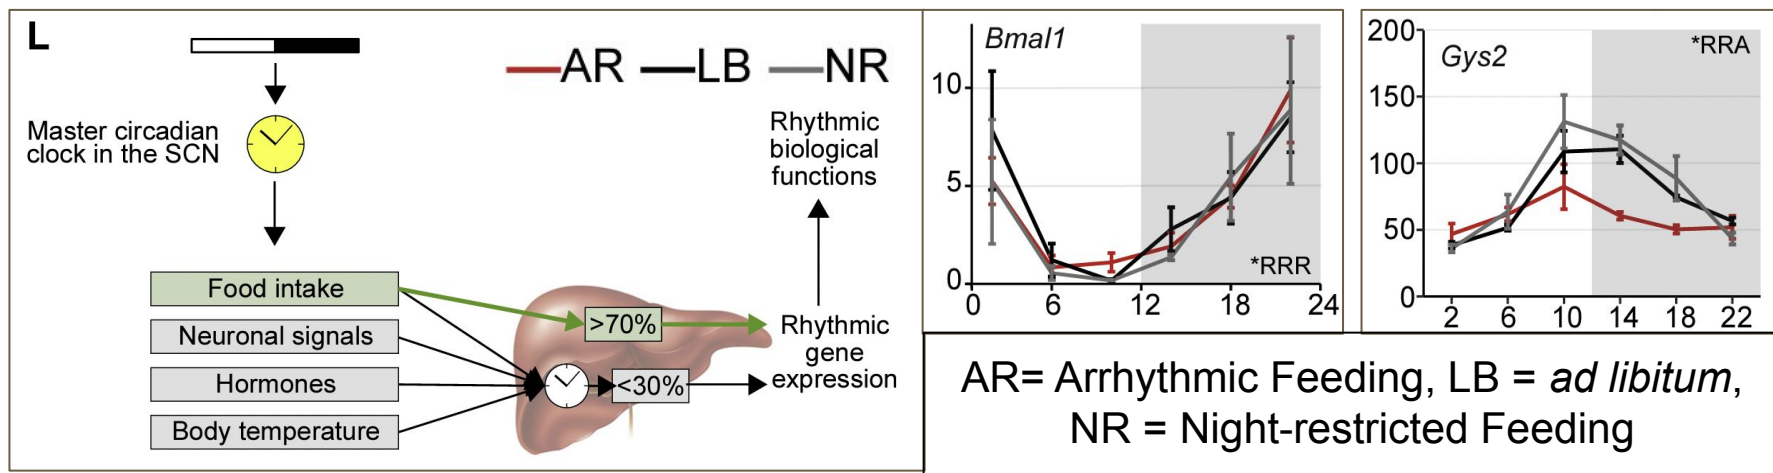 L
AR LB NR
Master circadian
clock in the SCN
Rhythmic
biological
functions
Food intake
Neuronal signals
Hormones
Body temperature
>70%
<30%
Rhythmic
gene
expression
Bmal1
10
5
0
*RRR
0 6 12 18 24
Gys2
*RRA
200
150
100
50
0
2 6 10 14 18 22
AR= Arrhythmic Feeding, LB = ad libitum,
NR = Night-restricted Feeding